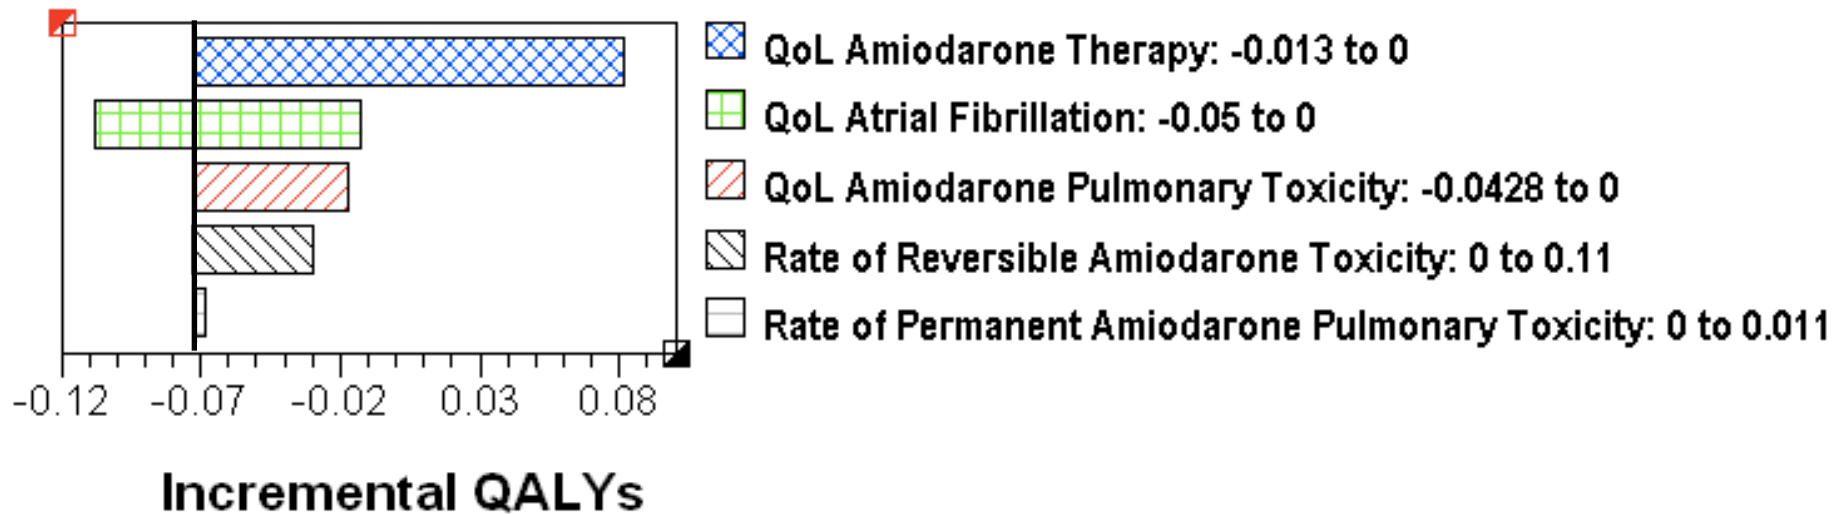 QoL Amiodarone Therapy: -0.013 to 0
QoL Atrial Fibrillation: -0.05 to 0
QoL Amiodarone Pulmonary Toxicity: -0.0428 to 0
Rate of Reversible Amiodarone Toxicity: 0 to 0.11
Rate of Permanent Amiodarone Pulmonary Toxicity: 0 to 0.011
-0.12 -0.07 -0.02 0.03 0.08
Incremental QALYs